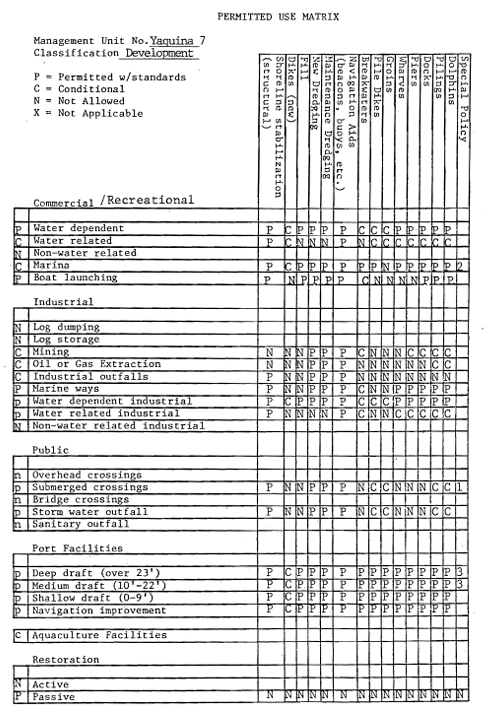 PERMITTED USE MATRIX
Management Unit No. Yaquina 7
Classification Development
P = Permitted w/standards
C = Conditional
N = Not Allowed
X = Not Applicable
Shoreline stabilization (structural)
Dikes (new)
Fill
New Dredging
Maintenance Dredging
Navigation Aids (beacons, buoys, etc.)
Breakwaters
Pile Dikes
Groins
Wharves
Piers
Docks
Pilings
Dolphins
Special Policy
Commercial /Recreational
P Water dependent P C P P P P C C C P P P P P
C Water related P C N N N P N C C C C C C C
N Non-water related
C Marina P C P P P P P P N P P P P P 2
P Boat launching P N P P P P C N N N N P P P
Industrial
N Log dumping
N Log storage
C Mining N N N P P P C N N N C C C C
C Oil or Gas Extraction N N N P P P N N N N N N C C
C Industrial outfalls P N N P P P N N N N N N N N
P Marine ways P N N P P P C N N P P P P P
p Water dependent industrial P C P P P P C C C P P P P P
p Water related industrial P N N N N P C N N C C C C C
N Non-water related industrial
Public
n Overhead crossings
p Submerged crossings P N N P P P N C C N N N C C 1
n Bridge crossings
p Storm water outfall P N N P P P N C C N N N C C
n Sanitary outfall
Port Facilities
p Deep draft (over 23') P C P P P P P P P P P P P P 3
p Medium draft (10'-22') P C P P P P P P P P P P P P 3
p Shallow draft (0-9') P C P P P P P P P P P P P P
p Navigation improvement P C P P P P P P P P P P P P
c Aquaculture Facilities
Restoration
N Active
P Passive N N N N N N N N N N N N N N N